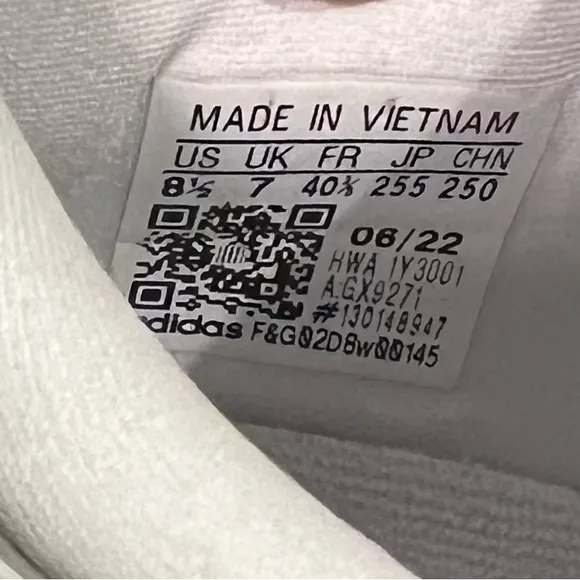 MADE IN VIETNAM
US UK FR JP CHN
8½ 7 40⅔ 255 250
06/22
HWA 1Y3001
A:GX9271
#130148947
adidas F&G02D8w00145